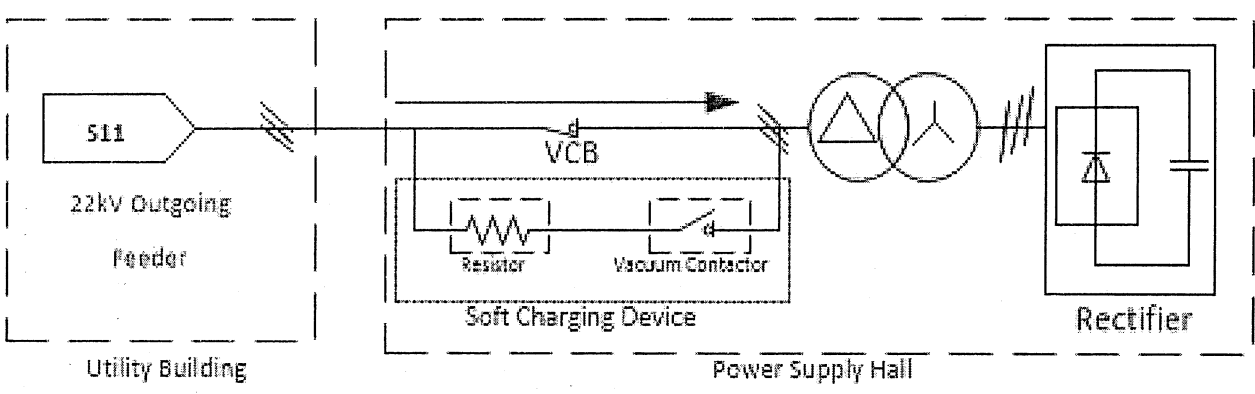 511
22kV Outgoing
Feeder
Utility Building
VCB
Resistor
Vacuum Contactor
Soft Charging Device
Rectifier
Power Supply Hall